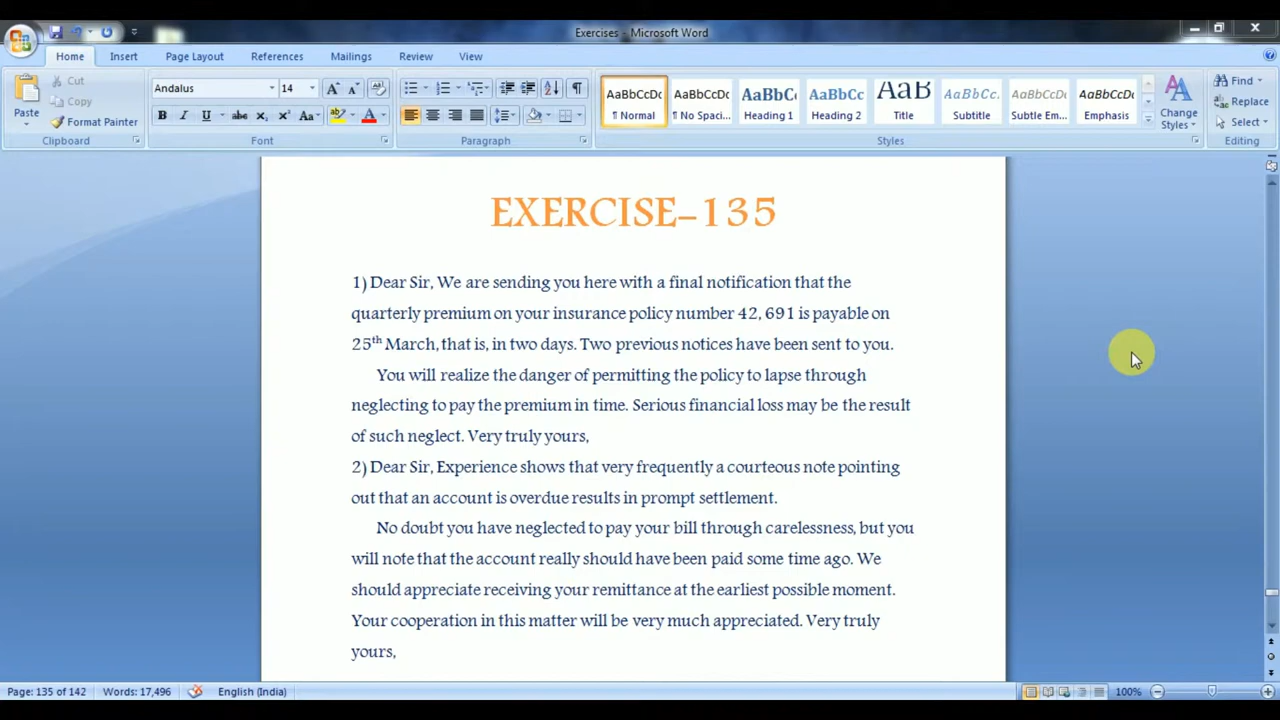 Exercises - Microsoft Word
Home Insert Page Layout References Mailings Review View
Cut
Copy
Format Painter
Paste
Clipboard
Andalus 14
B I U abc x₂ x² Aa
Font
Paragraph
AaBbCcDc AaBbCcDc AaBbC AaBbCc AaB AaBbCc. AaBbCcDc AaBbCcDc
¶ Normal ¶ No Spaci... Heading 1 Heading 2 Title Subtitle Subtle Em... Emphasis
Change Styles
Styles
Find
Replace
Select
Editing
EXERCISE–135
1) Dear Sir, We are sending you here with a final notification that the
quarterly premium on your insurance policy number 42, 691 is payable on
25th March, that is, in two days. Two previous notices have been sent to you.
You will realize the danger of permitting the policy to lapse through
neglecting to pay the premium in time. Serious financial loss may be the result
of such neglect. Very truly yours,
2) Dear Sir, Experience shows that very frequently a courteous note pointing
out that an account is overdue results in prompt settlement.
No doubt you have neglected to pay your bill through carelessness, but you
will note that the account really should have been paid some time ago. We
should appreciate receiving your remittance at the earliest possible moment.
Your cooperation in this matter will be very much appreciated. Very truly
yours,
Page: 135 of 142 Words: 17,496 English (India) 100%